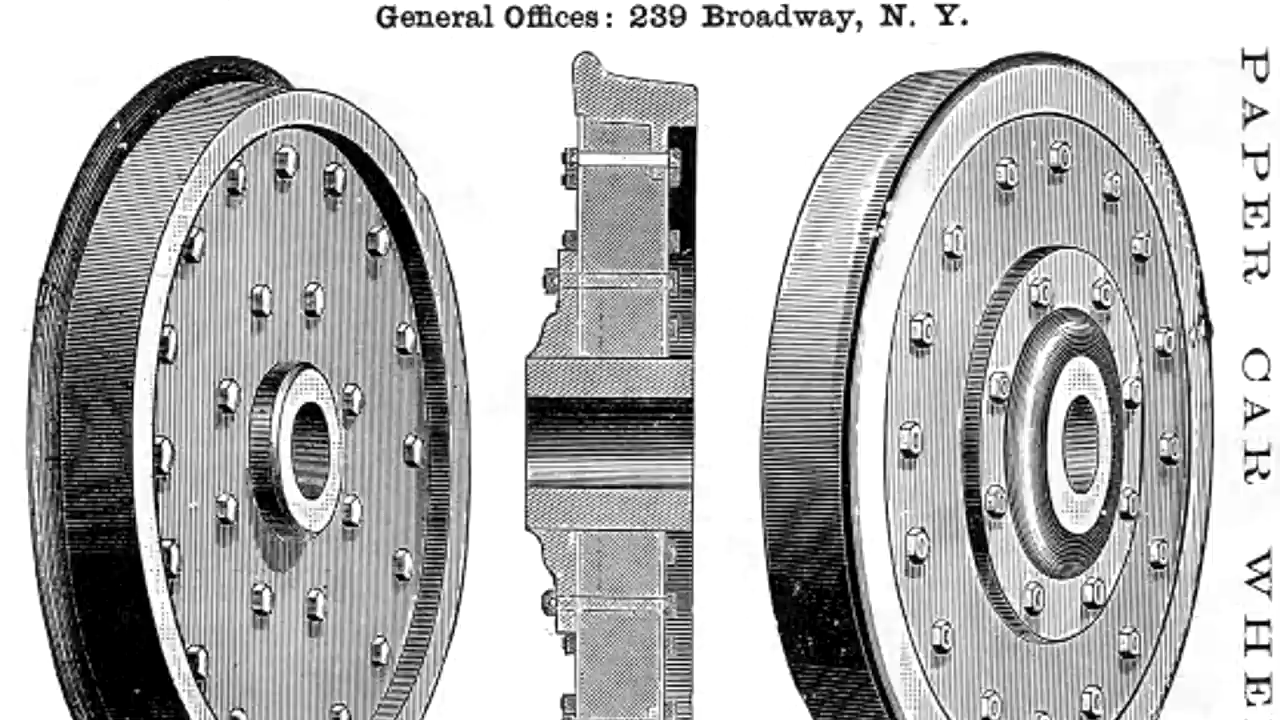 General Offices: 239 Broadway, N. Y.
PAPER CAR WHE